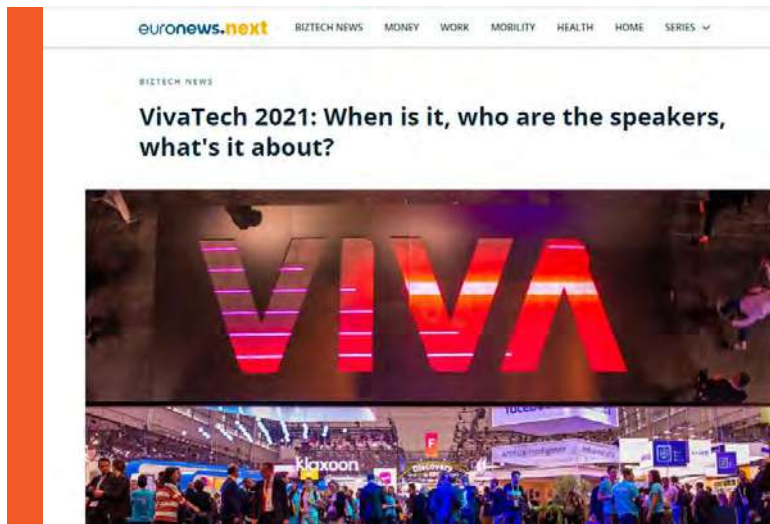 euronews.next BIZTECH NEWS MONEY WORK MOBILITY HEALTH HOME SERIES
BIZTECH NEWS
VivaTech 2021: When is it, who are the speakers,
what's it about?
VIVA
klaxoon
DISCOVERY